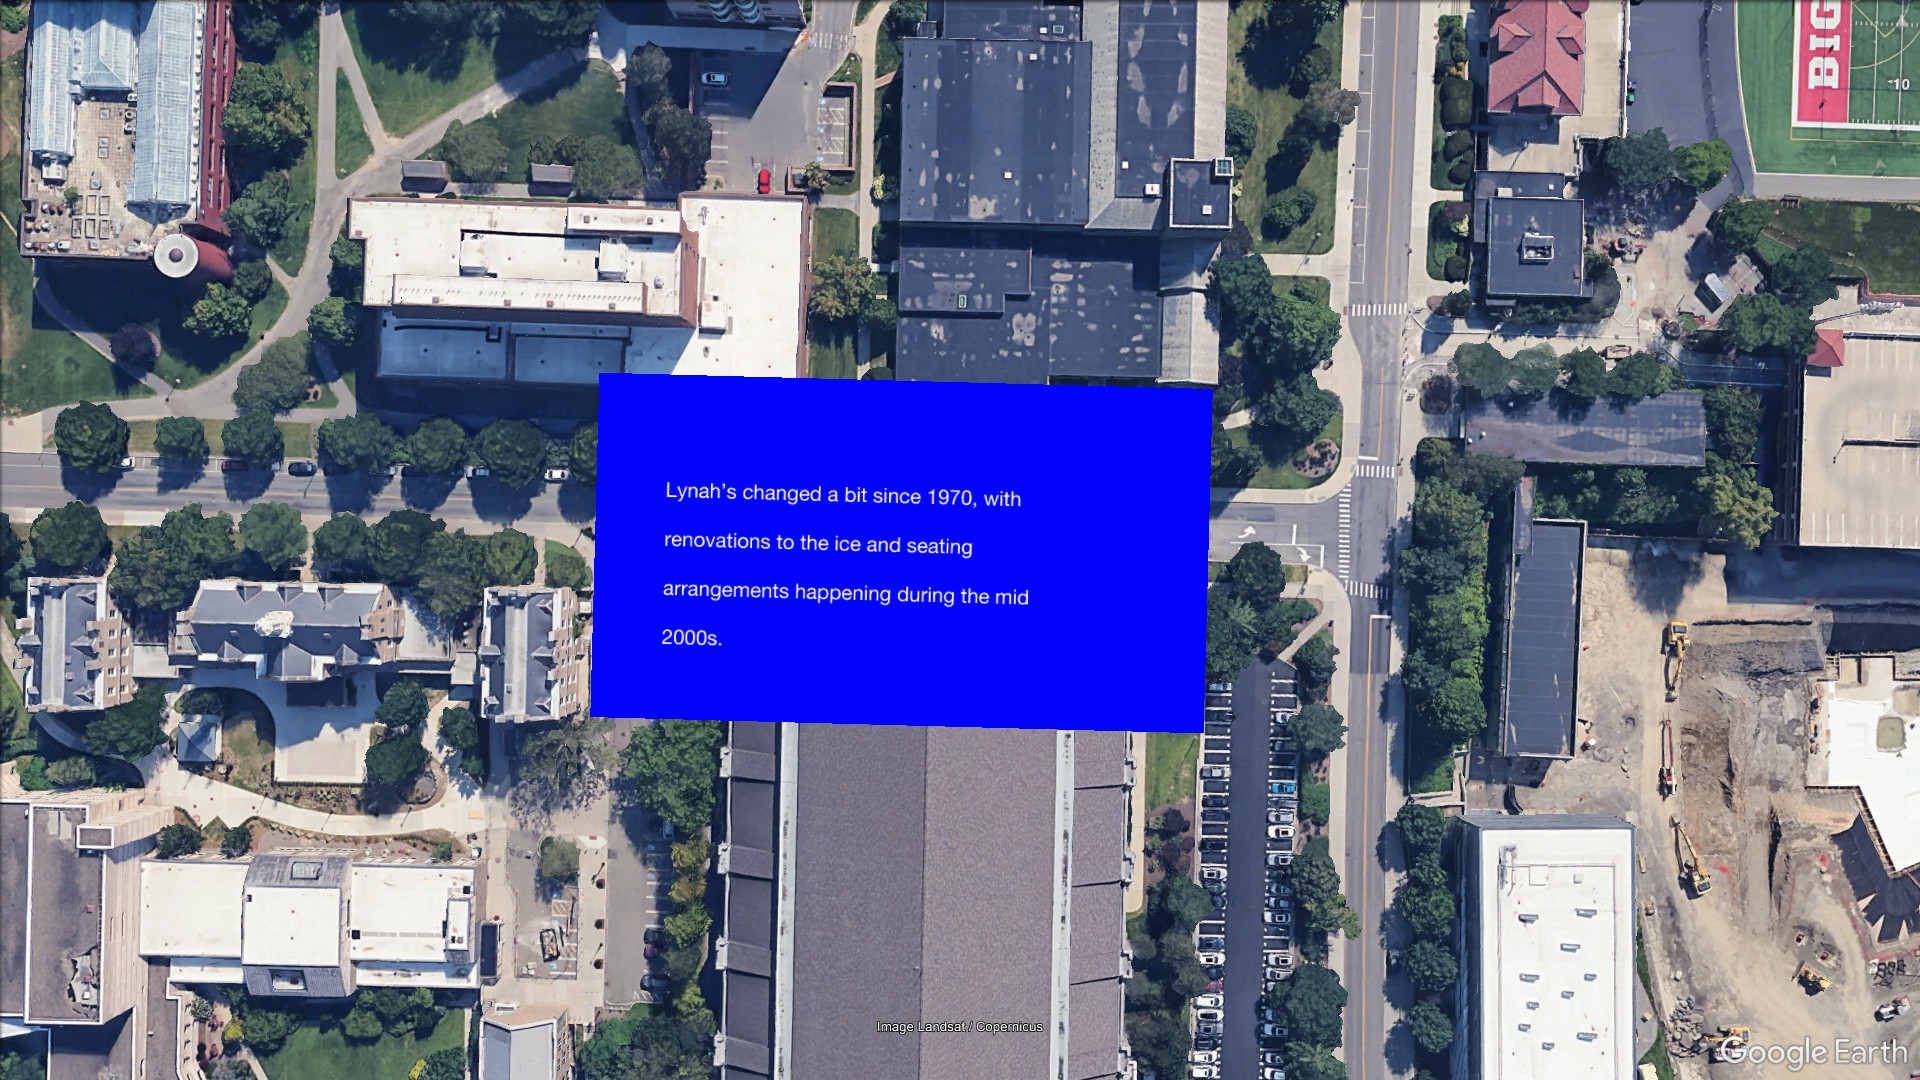 BIG
10
Lynah’s changed a bit since 1970, with
renovations to the ice and seating
arrangements happening during the mid
2000s.
Image Landsat / Copernicus
Google Earth